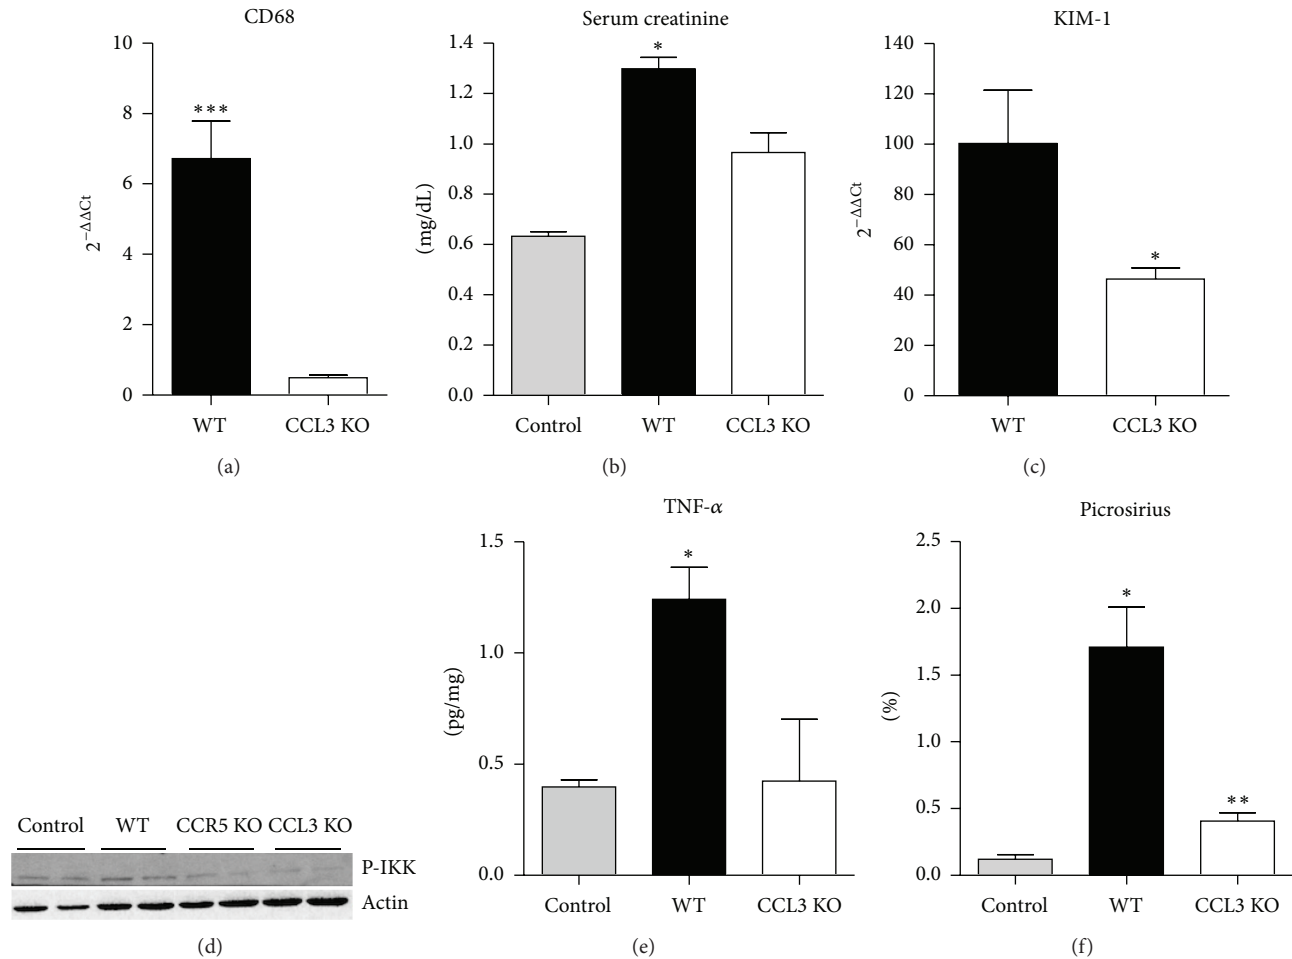 CD68
10
8
6
4
2
0
2^−ΔΔCt
***
WT
CCL3 KO
(a)
Serum creatinine
1.4
1.2
1.0
0.8
0.6
0.4
0.2
0.0
(mg/dL)
*
Control
WT
CCL3 KO
(b)
KIM-1
140
120
100
80
60
40
20
0
2^−ΔΔCt
*
WT
CCL3 KO
(c)
Control
WT
CCR5 KO
CCL3 KO
P-IKK
Actin
(d)
TNF-α
1.5
1.0
0.5
0.0
(pg/mg)
*
Control
WT
CCL3 KO
(e)
Picrosirius
2.5
2.0
1.5
1.0
0.5
0.0
(%)
*
**
Control
WT
CCL3 KO
(f)